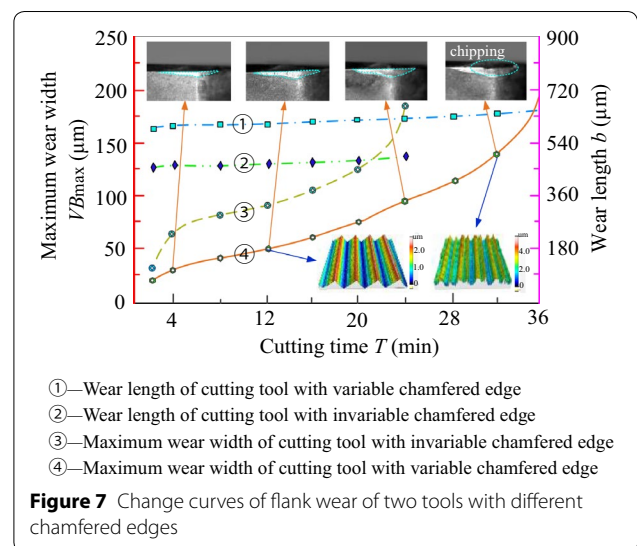 250
200
150
100
50
0
Maximum wear width
VBmax (μm)
chipping
900
720
540
360
180
0
Wear length b (μm)
①
②
③
④
μm
2.0
1.0
0.0
μm
4.0
2.0
0.0
4
12
20
28
36
Cutting time T (min)
①—Wear length of cutting tool with variable chamfered edge
②—Wear length of cutting tool with invariable chamfered edge
③—Maximum wear width of cutting tool with invariable chamfered edge
④—Maximum wear width of cutting tool with variable chamfered edge
Figure 7 Change curves of flank wear of two tools with different
chamfered edges